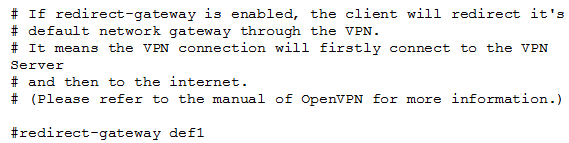 # If redirect-gateway is enabled, the client will redirect it's
# default network gateway through the VPN.
# It means the VPN connection will firstly connect to the VPN
Server
# and then to the internet.
# (Please refer to the manual of OpenVPN for more information.)
#redirect-gateway def1